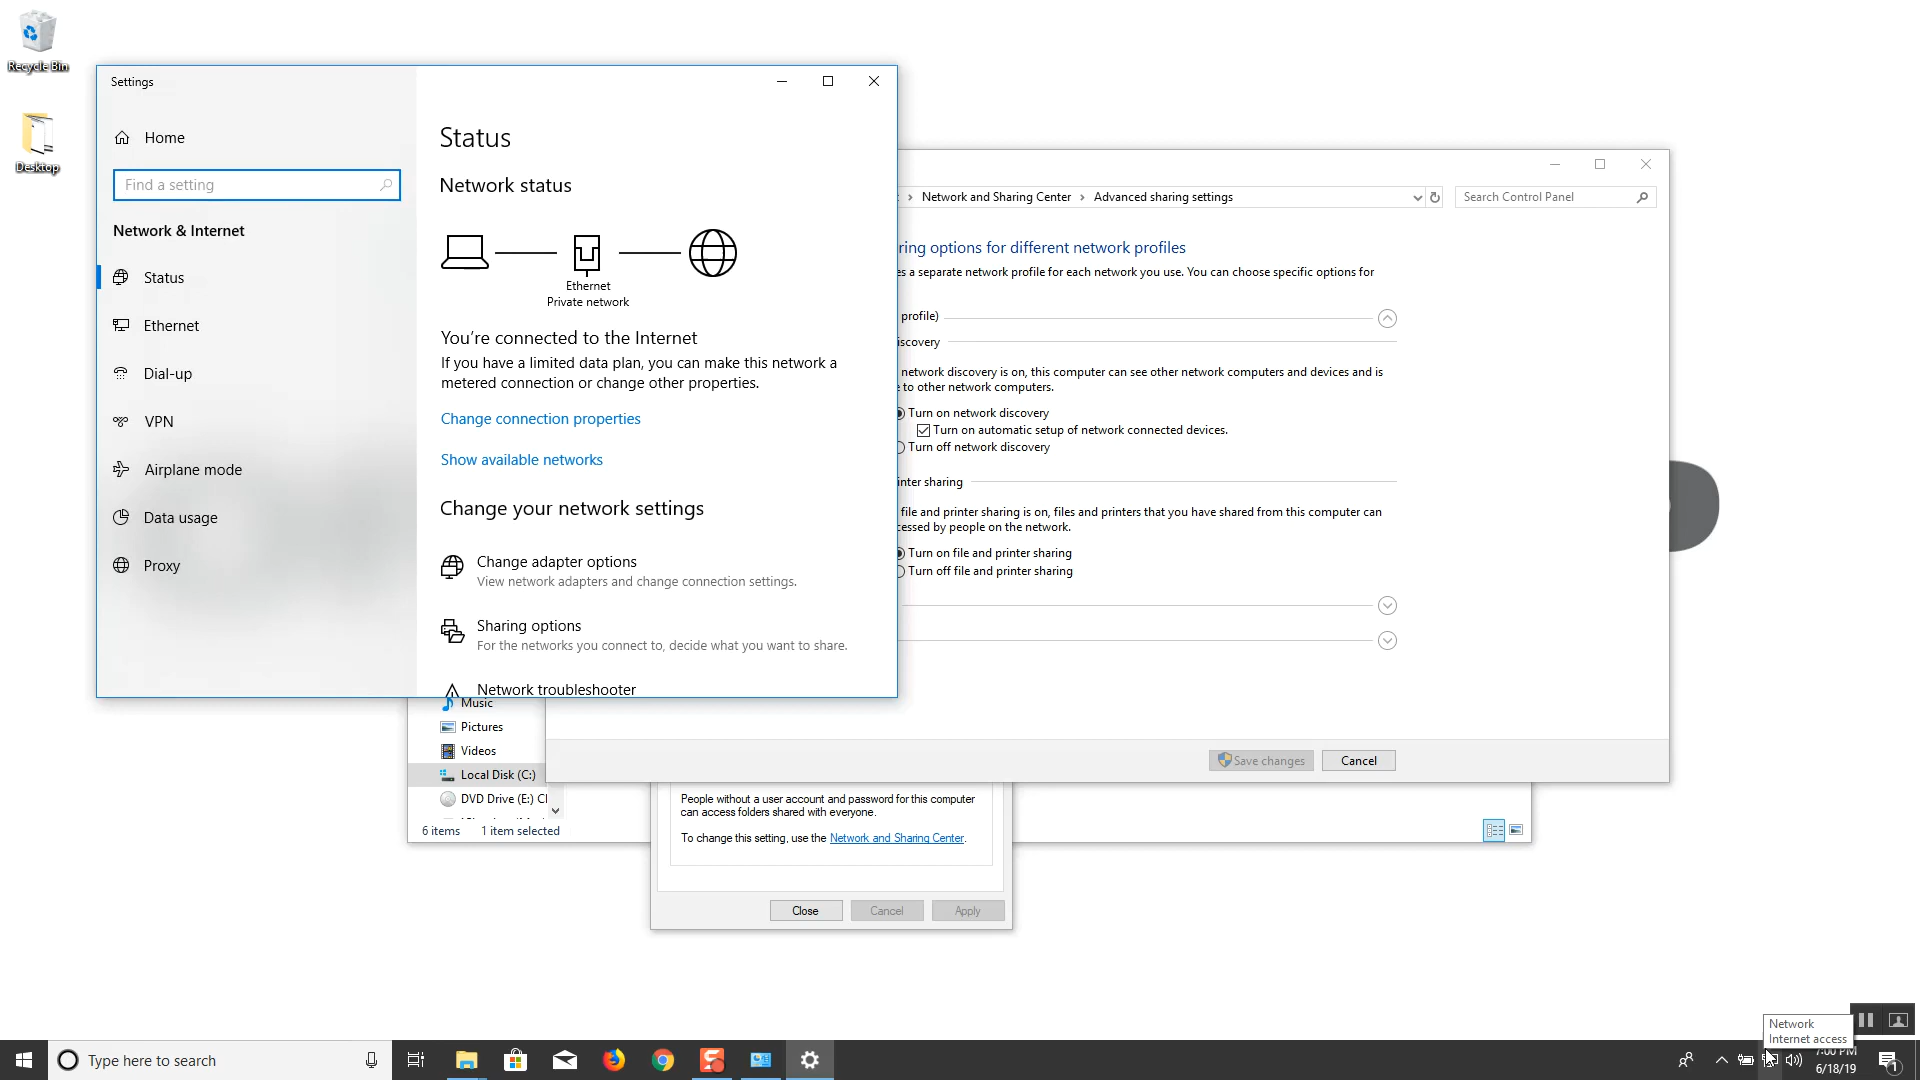 Recycle Bin
Desktop
Settings
Home
Find a setting
Network & Internet
Status
Ethernet
Dial-up
VPN
Airplane mode
Data usage
Proxy
Status
Network status
Ethernet
Private network
You're connected to the Internet
If you have a limited data plan, you can make this network a
metered connection or change other properties.
Change connection properties
Show available networks
Change your network settings
Change adapter options
View network adapters and change connection settings.
Sharing options
For the networks you connect to, decide what you want to share.
Network troubleshooter
› Network and Sharing Center › Advanced sharing settings
Search Control Panel
ring options for different network profiles
es a separate network profile for each network you use. You can choose specific options for
profile)
iscovery
network discovery is on, this computer can see other network computers and devices and is
e to other network computers.
Turn on network discovery
Turn on automatic setup of network connected devices.
Turn off network discovery
inter sharing
file and printer sharing is on, files and printers that you have shared from this computer can
cessed by people on the network.
Turn on file and printer sharing
Turn off file and printer sharing
Save changes
Cancel
Music
Pictures
Videos
Local Disk (C:)
DVD Drive (E:) C
6 items 1 item selected
People without a user account and password for this computer
can access folders shared with everyone.
To change this setting, use the Network and Sharing Center.
Close
Cancel
Apply
Network
Internet access
Type here to search
7:00 PM
6/18/19
1